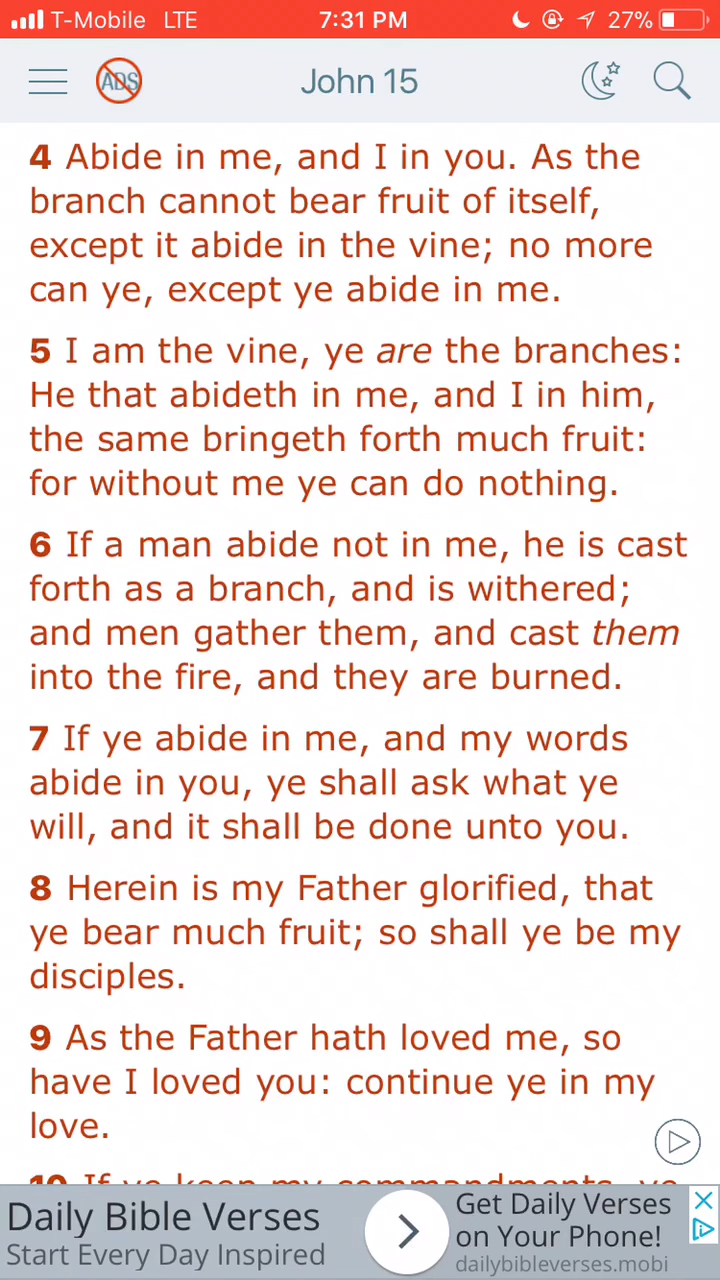 T-Mobile LTE 7:31 PM 27%
ADS John 15
4 Abide in me, and I in you. As the
branch cannot bear fruit of itself,
except it abide in the vine; no more
can ye, except ye abide in me.
5 I am the vine, ye are the branches:
He that abideth in me, and I in him,
the same bringeth forth much fruit:
for without me ye can do nothing.
6 If a man abide not in me, he is cast
forth as a branch, and is withered;
and men gather them, and cast them
into the fire, and they are burned.
7 If ye abide in me, and my words
abide in you, ye shall ask what ye
will, and it shall be done unto you.
8 Herein is my Father glorified, that
ye bear much fruit; so shall ye be my
disciples.
9 As the Father hath loved me, so
have I loved you: continue ye in my
love.
10 If ye keep my commandments, ye
Daily Bible Verses
Start Every Day Inspired
Get Daily Verses
on Your Phone!
dailybibleverses.mobi